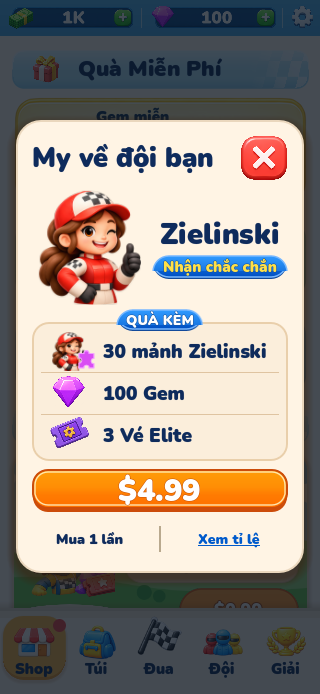 1K
100
Quà Miễn Phí
Gem miễn
My về đội bạn
Zielinski
Nhận chắc chắn
QUÀ KÈM
30 mảnh Zielinski
100 Gem
3 Vé Elite
$4.99
Mua 1 lần
Xem tỉ lệ
Shop
Túi
Đua
Đội
Giải